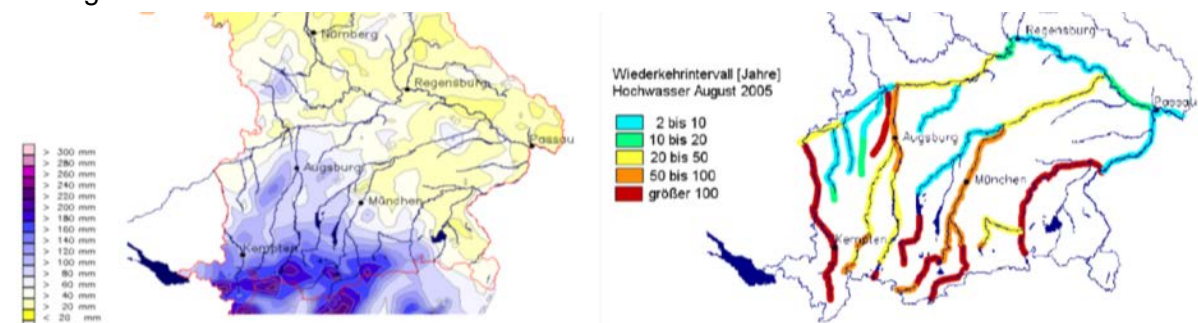 Nürnberg
Regensburg
Passau
Augsburg
München
Kempten
> 300 mm
> 280 mm
> 260 mm
> 240 mm
> 220 mm
> 200 mm
> 180 mm
> 160 mm
> 140 mm
> 120 mm
> 100 mm
> 80 mm
> 60 mm
> 40 mm
> 20 mm
< 20 mm
Wiederkehrintervall [Jahre]
Hochwasser August 2005
2 bis 10
10 bis 20
20 bis 50
50 bis 100
größer 100
Regensburg
Passau
Augsburg
München
Kempten